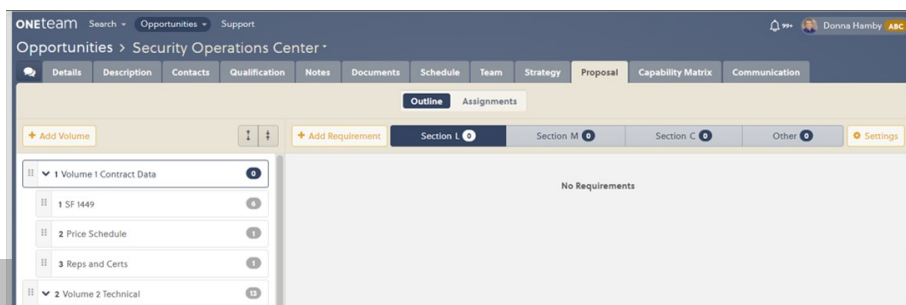 ONEteam Search Opportunities Support 99+ Donna Hamby ABC
Opportunities > Security Operations Center
Details Description Contacts Qualification Notes Documents Schedule Team Strategy Proposal Capability Matrix Communication
Outline Assignments
+ Add Volume + Add Requirement Section L 0 Section M 0 Section C 0 Other 0 Settings
1 Volume 1 Contract Data 0
No Requirements
1 SF 1449 6
2 Price Schedule 1
3 Reps and Certs 1
2 Volume 2 Technical 13